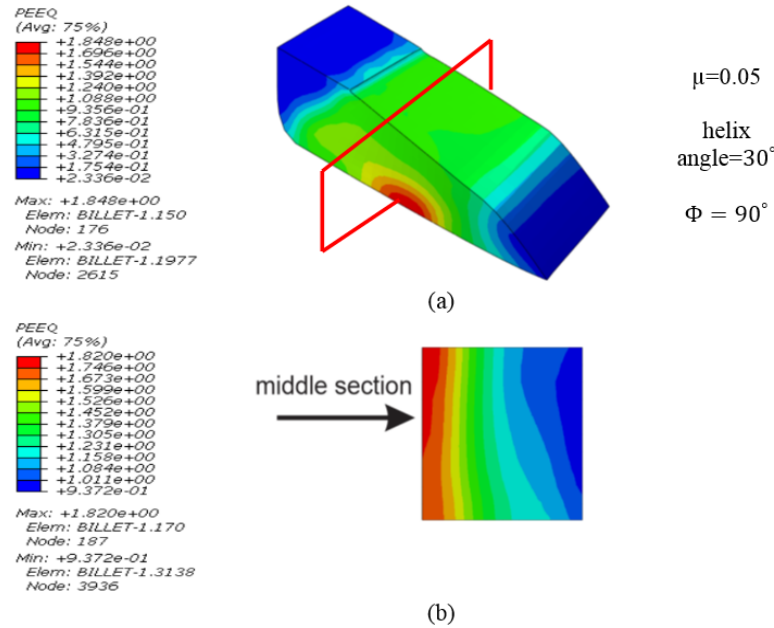 PEEQ
(Avg: 75%)
+1.848e+00
+1.696e+00
+1.544e+00
+1.392e+00
+1.240e+00
+1.088e+00
+9.356e-01
+7.836e-01
+6.315e-01
+4.795e-01
+3.274e-01
+1.754e-01
+2.336e-02
Max: +1.848e+00
Elem: BILLET-1.150
Node: 176
Min: +2.336e-02
Elem: BILLET-1.1977
Node: 2615
μ=0.05
helix
angle=30°
Φ = 90°
(a)
PEEQ
(Avg: 75%)
+1.820e+00
+1.746e+00
+1.673e+00
+1.599e+00
+1.526e+00
+1.452e+00
+1.379e+00
+1.305e+00
+1.231e+00
+1.158e+00
+1.084e+00
+1.011e+00
+9.372e-01
Max: +1.820e+00
Elem: BILLET-1.170
Node: 187
Min: +9.372e-01
Elem: BILLET-1.3138
Node: 3936
middle section
(b)